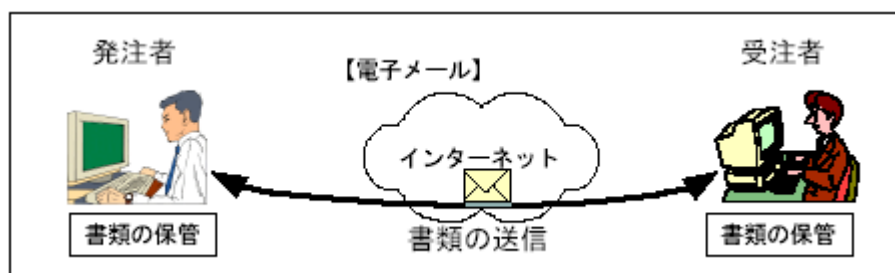 発注者
受注者
【電子メール】
インターネット
書類の送信
書類の保管
書類の保管